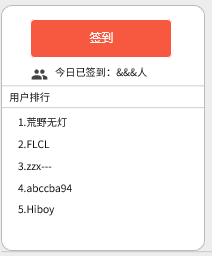 签到
今日已签到：&&&人
用户排行
1.荒野无灯
2.FLCL
3.zzx---
4.abccba94
5.Hiboy